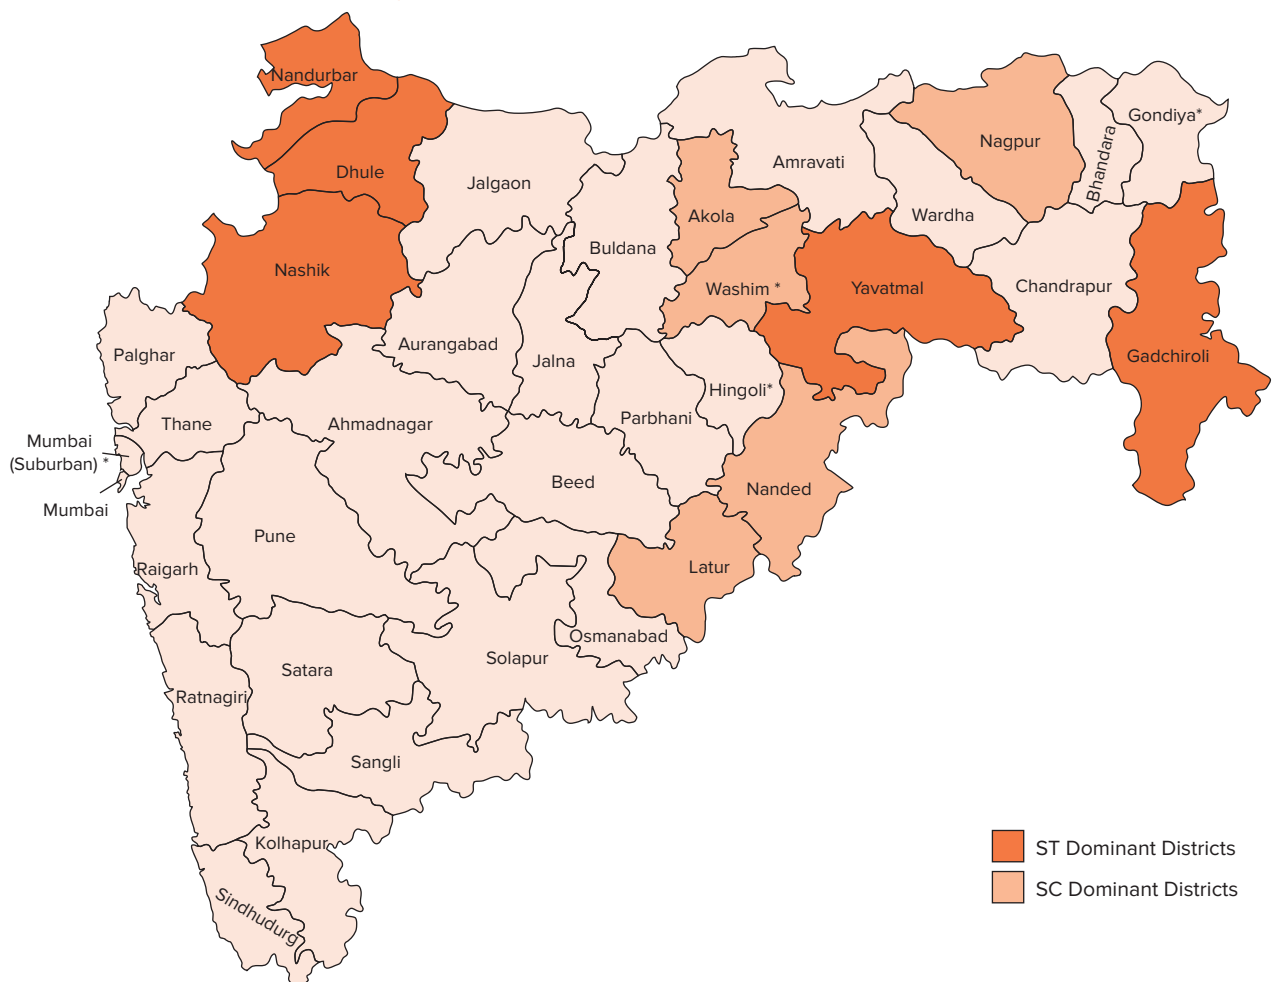 Nandurbar
Dhule
Jalgaon
Nashik
Buldana
Akola
Amravati
Washim *
Wardha
Nagpur
Bhandara
Gondiya*
Yavatmal
Chandrapur
Gadchiroli
Palghar
Thane
Mumbai
(Suburban) *
Mumbai
Aurangabad
Jalna
Ahmadnagar
Parbhani
Hingoli*
Beed
Nanded
Pune
Raigarh
Latur
Osmanabad
Solapur
Satara
Ratnagiri
Sangli
Kolhapur
Sindhudurg
ST Dominant Districts
SC Dominant Districts